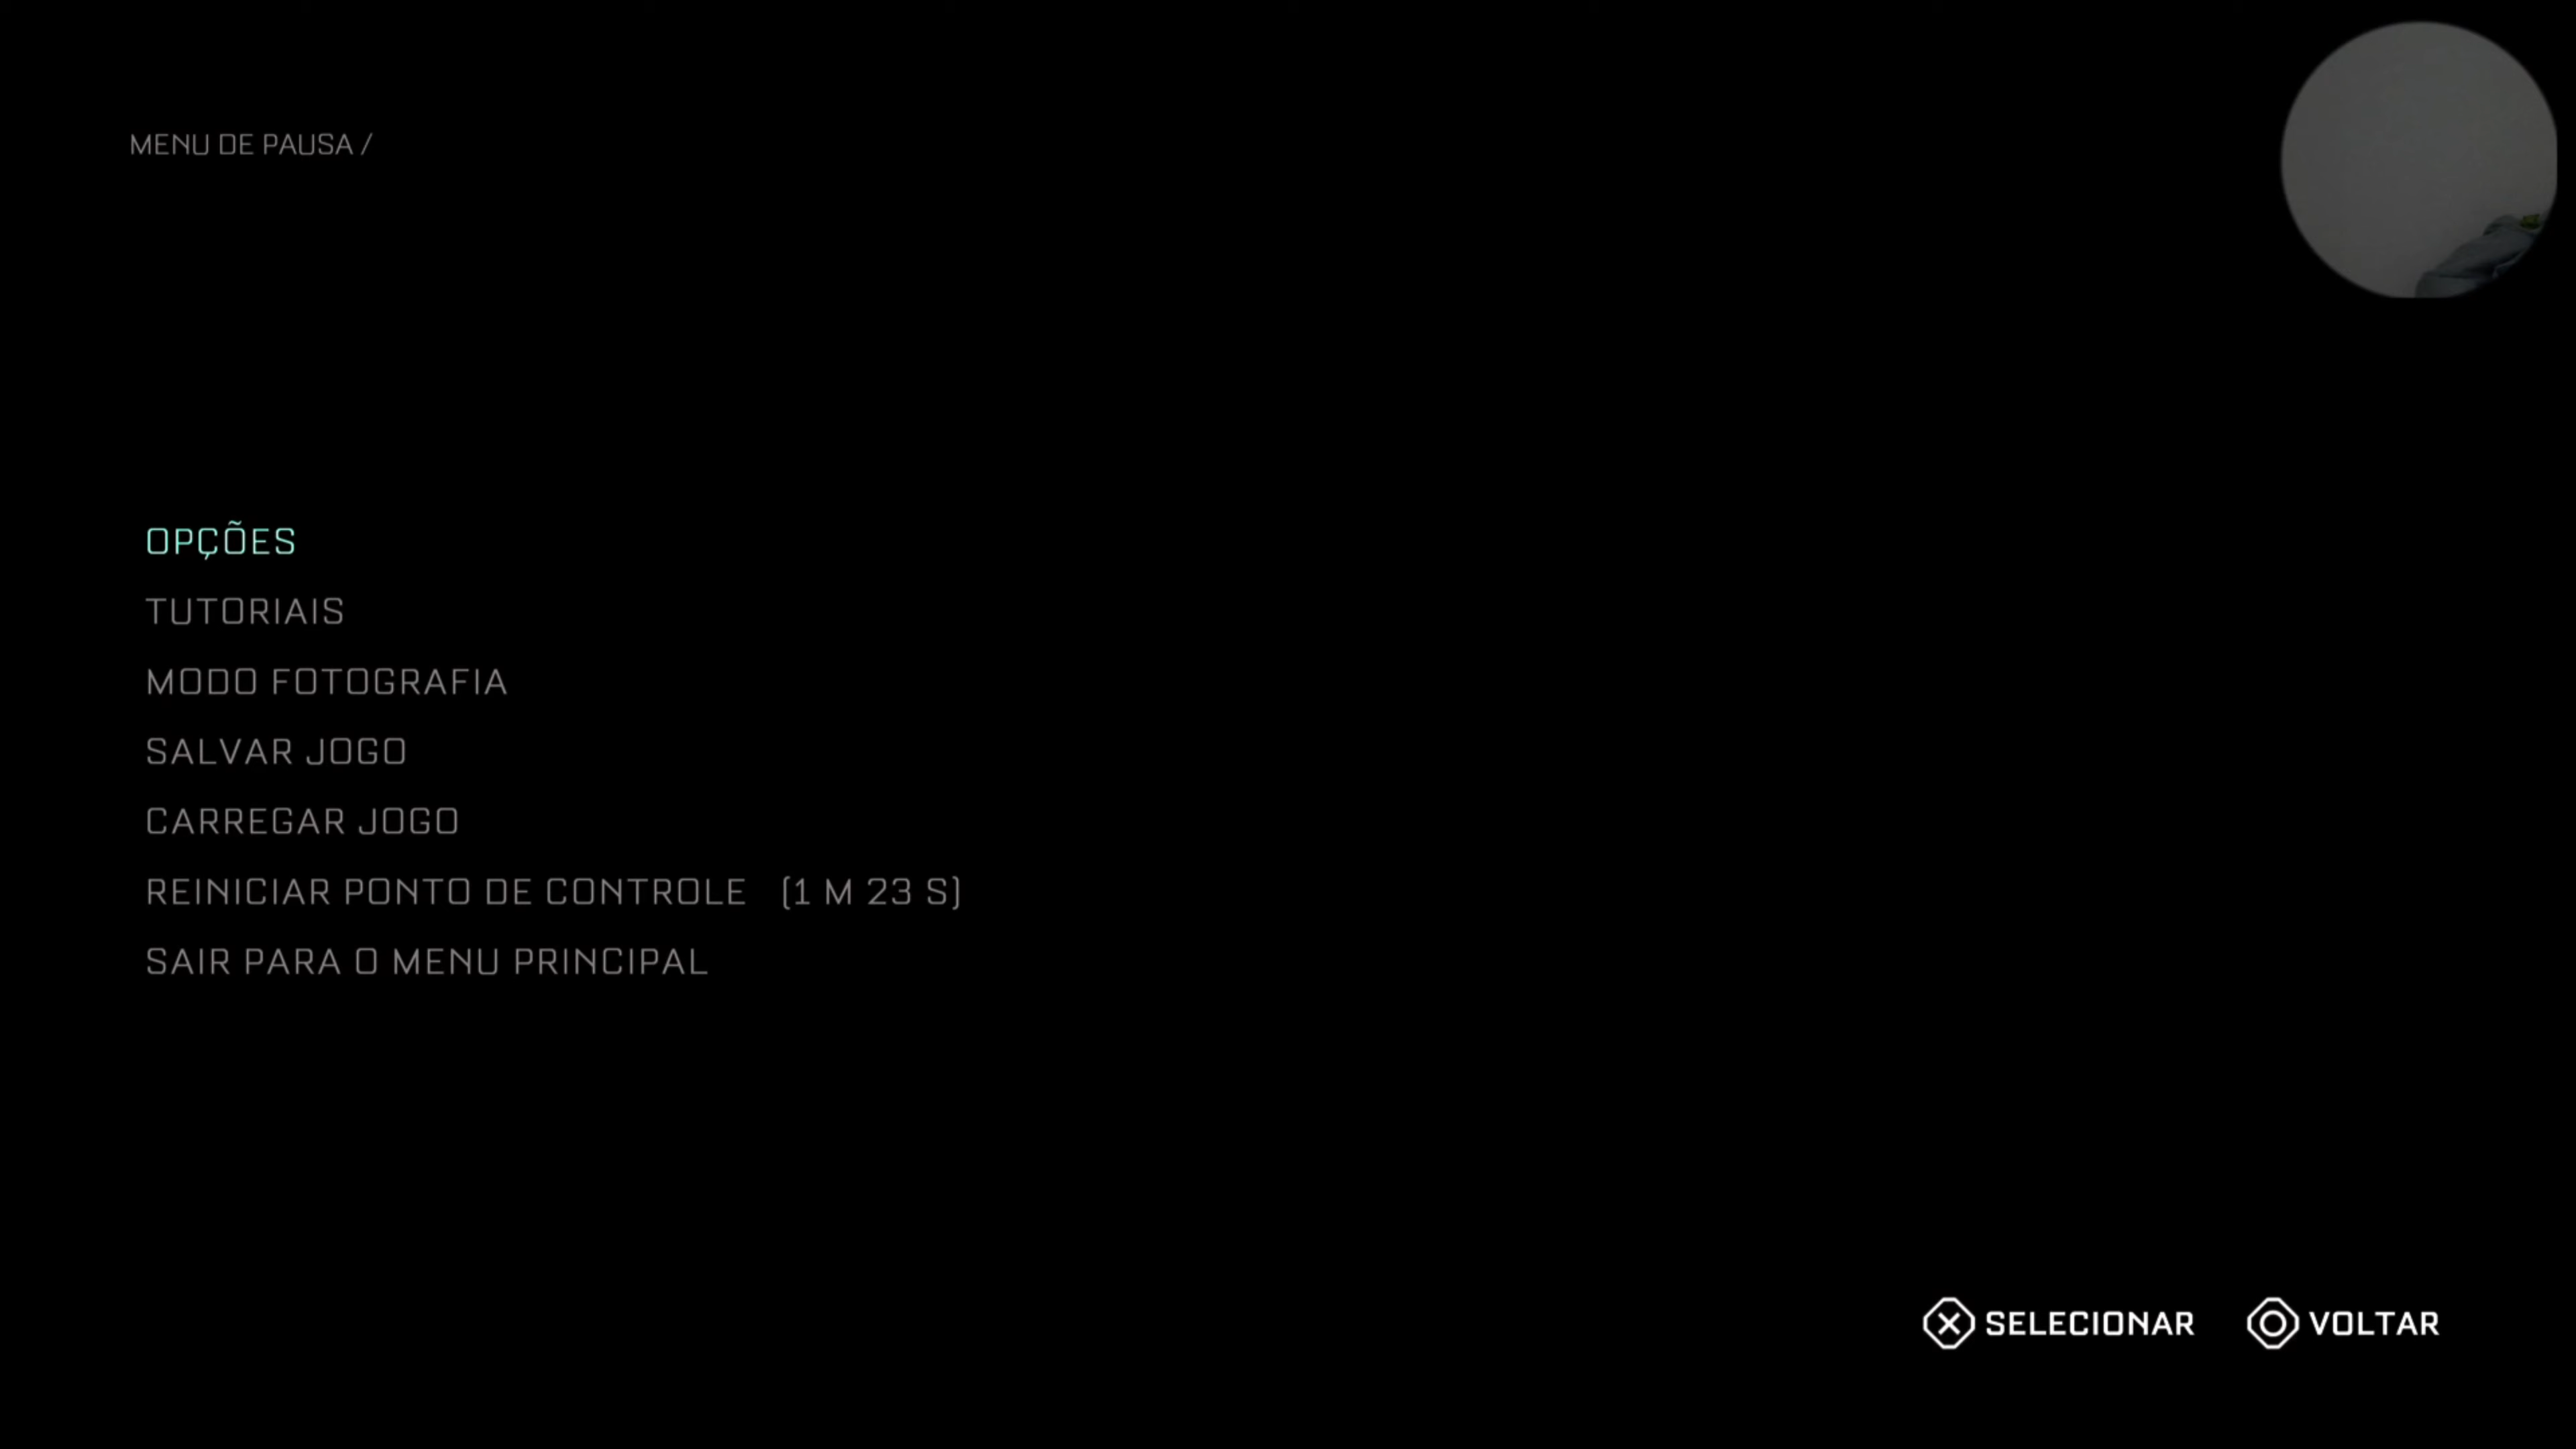 MENU DE PAUSA /
OPÇÕES
TUTORIAIS
MODO FOTOGRAFIA
SALVAR JOGO
CARREGAR JOGO
REINICIAR PONTO DE CONTROLE (1 M 23 S)
SAIR PARA O MENU PRINCIPAL
SELECIONAR VOLTAR